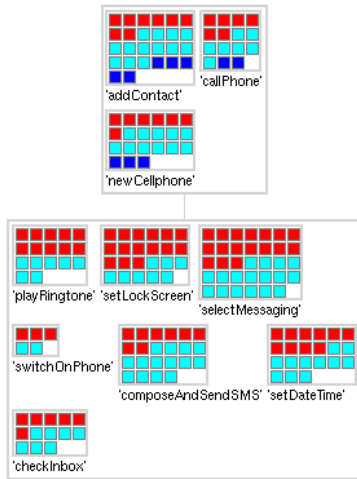 'addContact'
'callPhone'
'newCellphone'
'playRingtone'
'setLockScreen'
'selectMessaging'
'switchOnPhone'
'composeAndSendSMS'
'setDateTime'
'checkInbox'